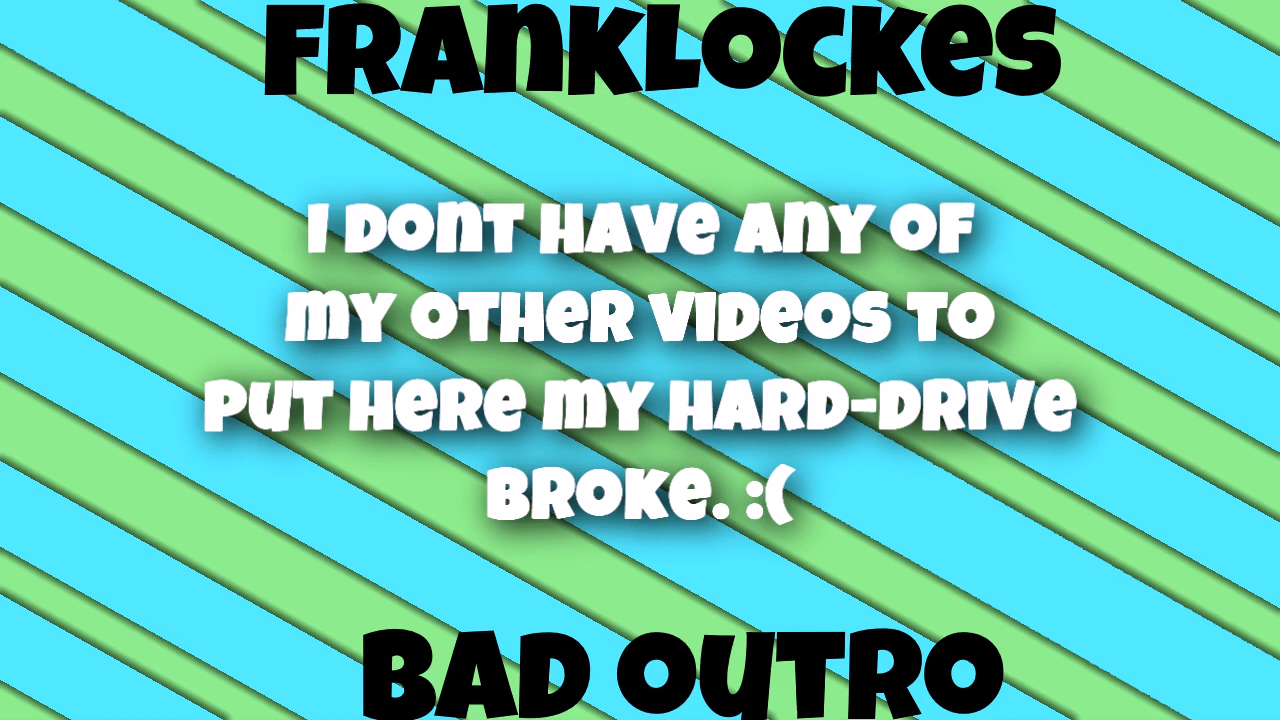 FRANKLOCKES
I DONT HAVE ANY OF
MY OTHER VIDEOS TO
PUT HERE MY HARD-DRIVE
BROKE. :(
BAD OUTRO